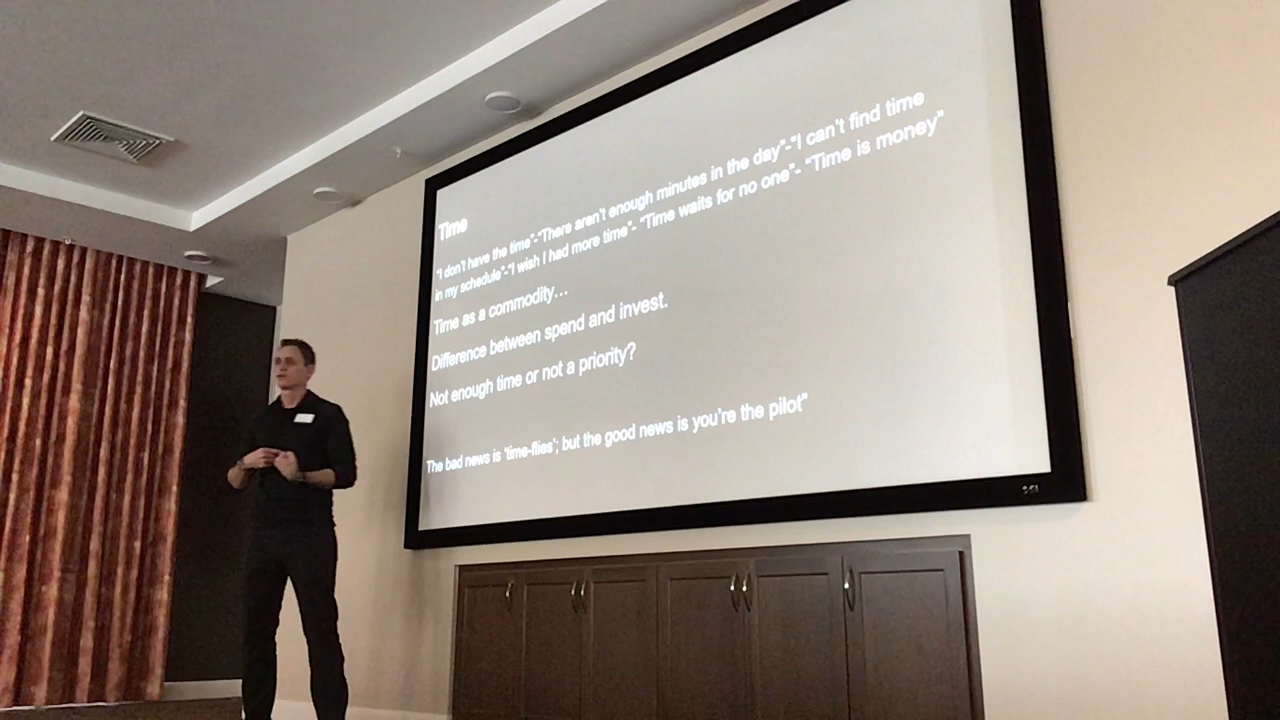 Time
"I don't have the time"-"There aren't enough minutes in the day"-"I can't find time
in my schedule"-"I wish I had more time"- "Time waits for no one"- "Time is money"
Time as a commodity...
Difference between spend and invest.
Not enough time or not a priority?
The bad news is 'time-flies'; but the good news is you're the pilot"